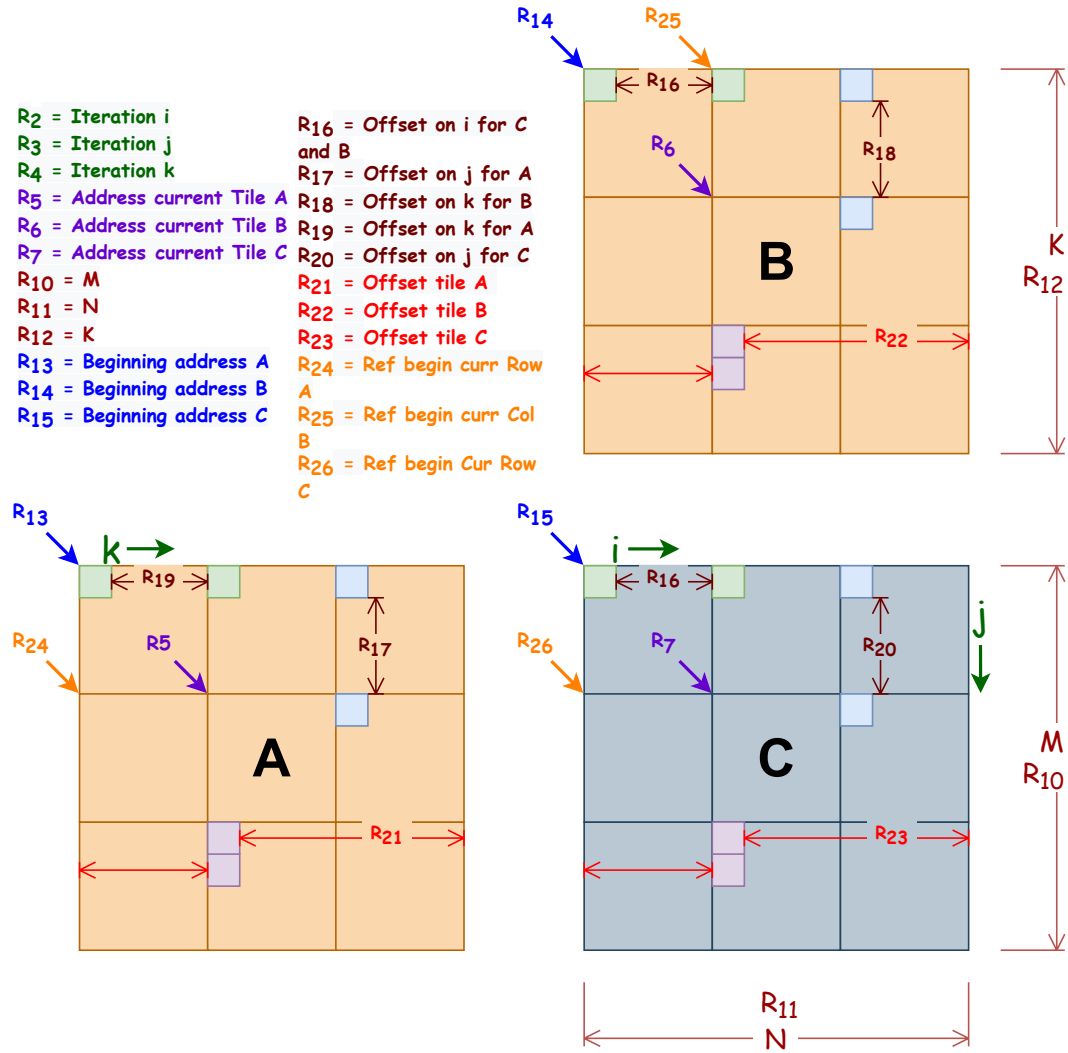 R14
R25
R16
R2 = Iteration i
R3 = Iteration j
R4 = Iteration k
R5 = Address current Tile A
R6 = Address current Tile B
R7 = Address current Tile C
R10 = M
R11 = N
R12 = K
R13 = Beginning address A
R14 = Beginning address B
R15 = Beginning address C
R16 = Offset on i for C
and B
R17 = Offset on j for A
R18 = Offset on k for B
R19 = Offset on k for A
R20 = Offset on j for C
R21 = Offset tile A
R22 = Offset tile B
R23 = Offset tile C
R24 = Ref begin curr Row
A
R25 = Ref begin curr Col
B
R26 = Ref begin Cur Row
C
R6
R18
B
K
R12
R22
R13
k
R19
R24
R5
R17
A
R21
R15
i
R16
R26
R7
R20
j
C
M
R10
R23
R11
N